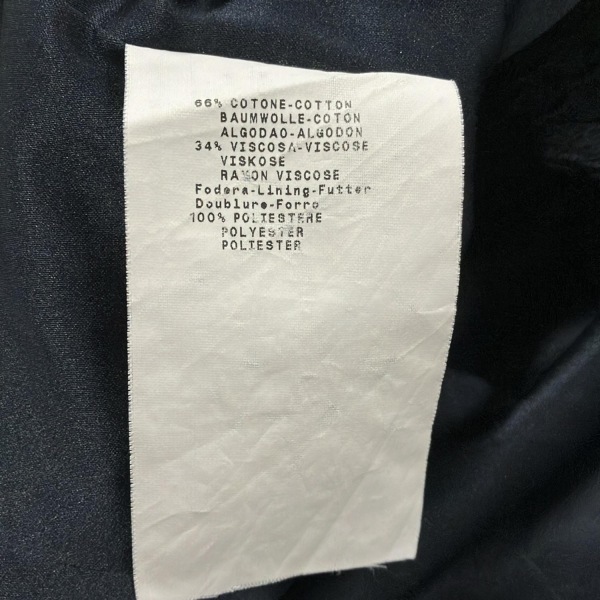 66% COTONE-COTTON
BAUMWOLLE-COTON
ALGODAO-ALGODON
34% VISCOSA-VISCOSE
VISKOSE
RAYON VISCOSE
Fodera-Lining-Futter
Doublure-Forro
100% POLIESTERE
POLYESTER
POLIESTER